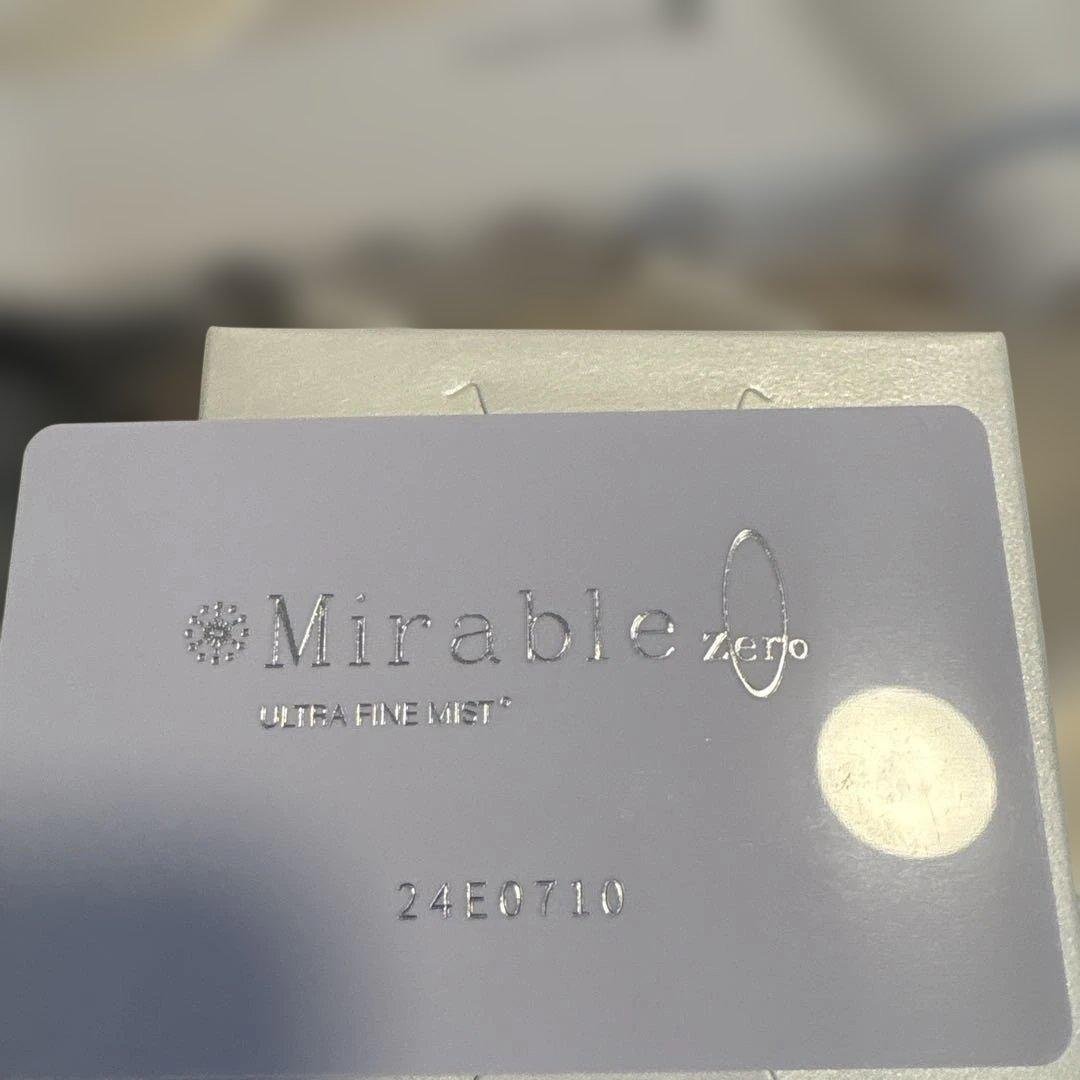 Mirable zero
ULTRA FINE MIST®
24E0710